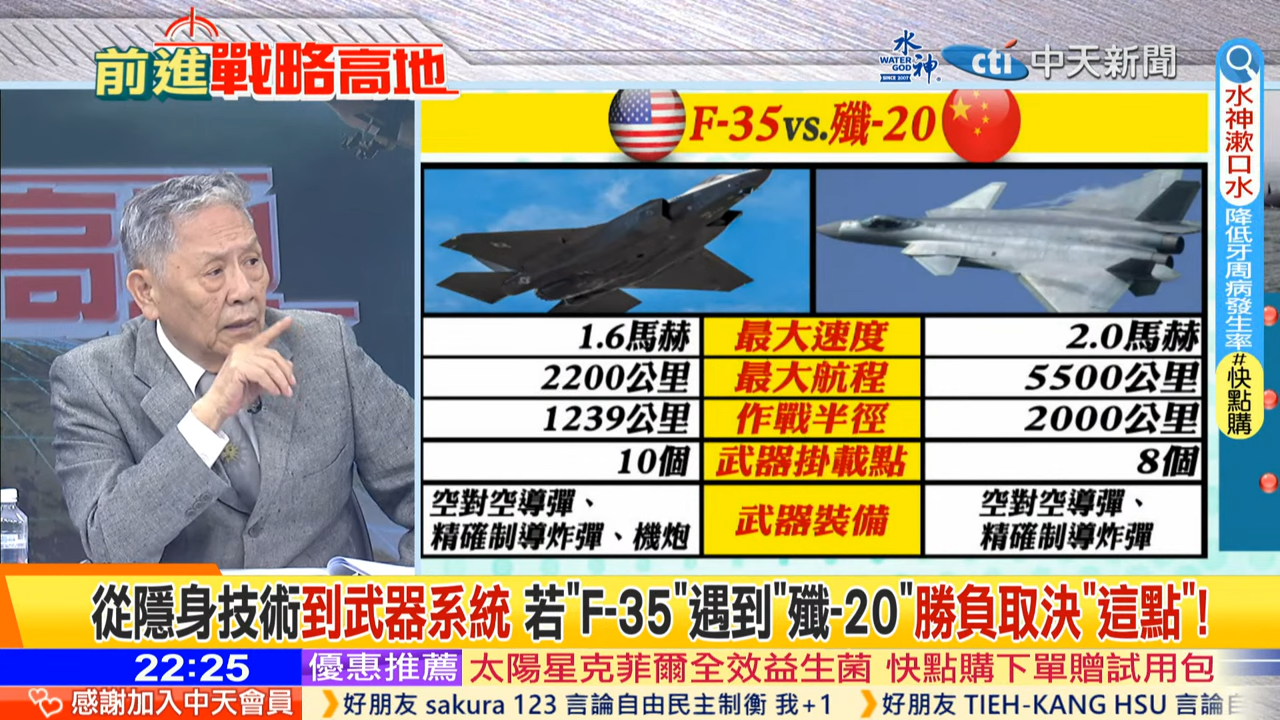 前進戰略高地
水神
WATER GOD
SINCE 2007
cti 中天新聞
F-35vs.殲-20
1.6馬赫 最大速度 2.0馬赫
2200公里 最大航程 5500公里
1239公里 作戰半徑 2000公里
10個 武器掛載點 8個
空對空導彈、
精確制導炸彈、機炮
武器裝備
空對空導彈、
精確制導炸彈
水神漱口水
降低牙周病發生率
#快點購
從隱身技術到武器系統 若"F-35"遇到"殲-20"勝負取決"這點"!
22:25 優惠推薦 太陽星克菲爾全效益生菌 快點購下單贈試用包
感謝加入中天會員 》好朋友 sakura 123 言論自由民主制衡 我+1 》好朋友 TIEH-KANG HSU 言論自